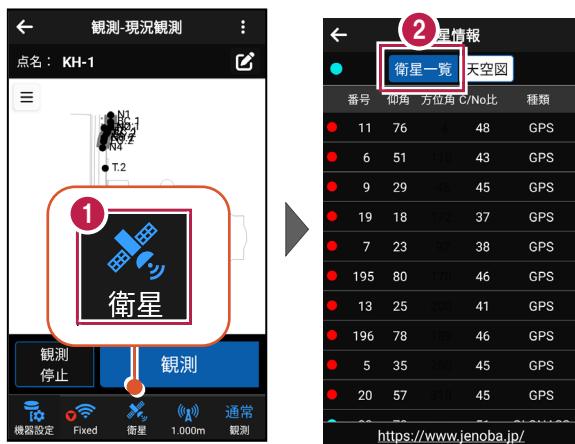 観測-現況観測
点名： KH-1
N1
N4
T.2
1
衛星
観測
停止
観測
機器設定
Fixed
衛星
1.000m
通常
観測
2
星情報
衛星一覧
天空図
番号 仰角 方位角 C/No比 種類
11 76 48 GPS
6 51 43 GPS
9 29 45 GPS
19 18 37 GPS
7 23 38 GPS
195 80 46 GPS
13 25 41 GPS
196 78 46 GPS
5 35 45 GPS
20 57 45 GPS
https://www.jenoba.jp/